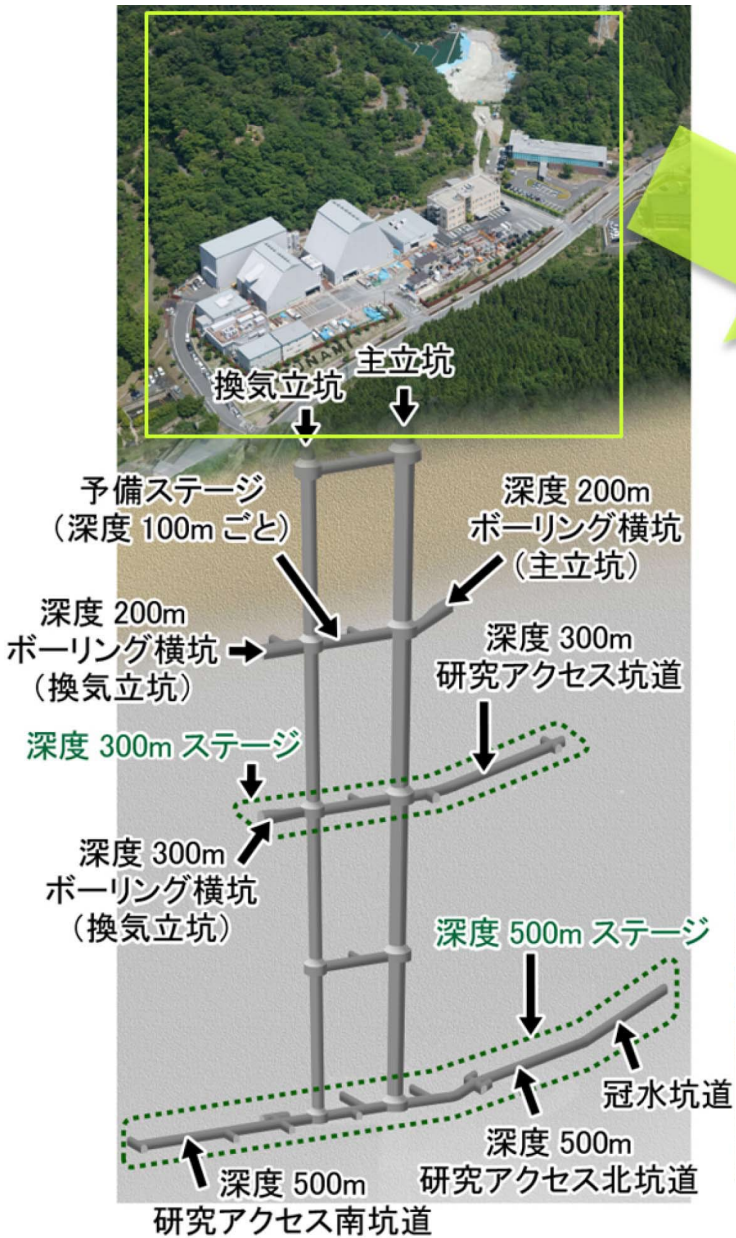 換気立坑
主立坑
予備ステージ
（深度 100m ごと）
深度 200m
ボーリング横坑
（主立坑）
深度 200m
ボーリング横坑
（換気立坑）
深度 300m
研究アクセス坑道
深度 300m ステージ
深度 300m
ボーリング横坑
（換気立坑）
深度 500m ステージ
冠水坑道
深度 500m
研究アクセス北坑道
深度 500m
研究アクセス南坑道